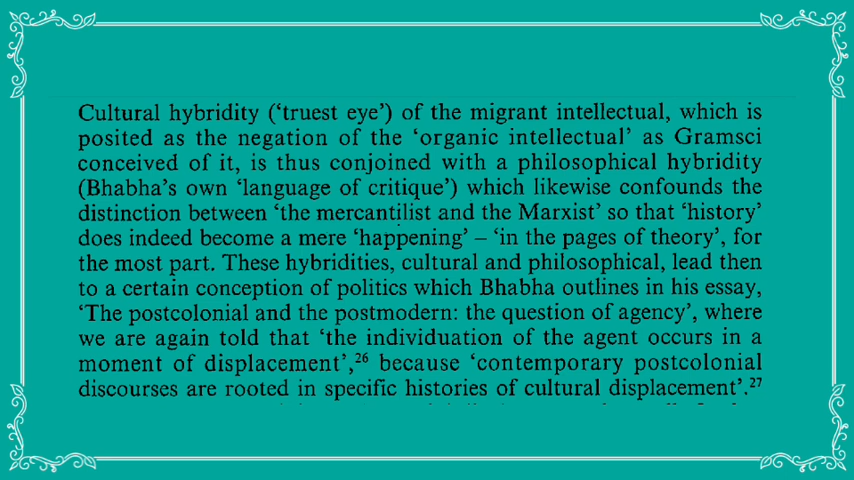 Cultural hybridity (‘truest eye’) of the migrant intellectual, which is
posited as the negation of the ‘organic intellectual’ as Gramsci
conceived of it, is thus conjoined with a philosophical hybridity
(Bhabha’s own ‘language of critique’) which likewise confounds the
distinction between ‘the mercantilist and the Marxist’ so that ‘history’
does indeed become a mere ‘happening’ – ‘in the pages of theory’, for
the most part. These hybridities, cultural and philosophical, lead then
to a certain conception of politics which Bhabha outlines in his essay,
‘The postcolonial and the postmodern: the question of agency’, where
we are again told that ‘the individuation of the agent occurs in a
moment of displacement’,²⁶ because ‘contemporary postcolonial
discourses are rooted in specific histories of cultural displacement’.²⁷